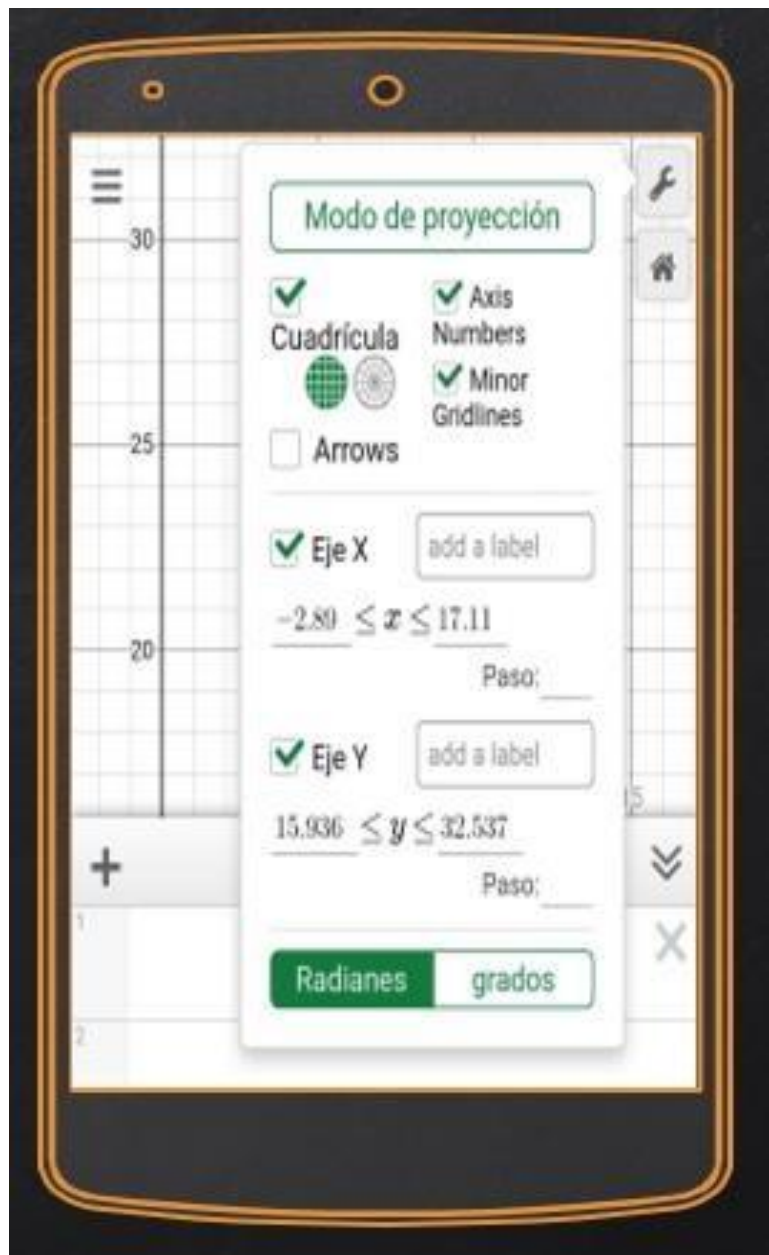 30
25
20
Modo de proyección
Cuadrícula
Axis
Numbers
Minor
Gridlines
Arrows
Eje X
add a label
−2.89 ≤ x ≤ 17.11
Paso:
Eje Y
add a label
15.936 ≤ y ≤ 32.537
Paso:
15
1
2
Radianes
grados